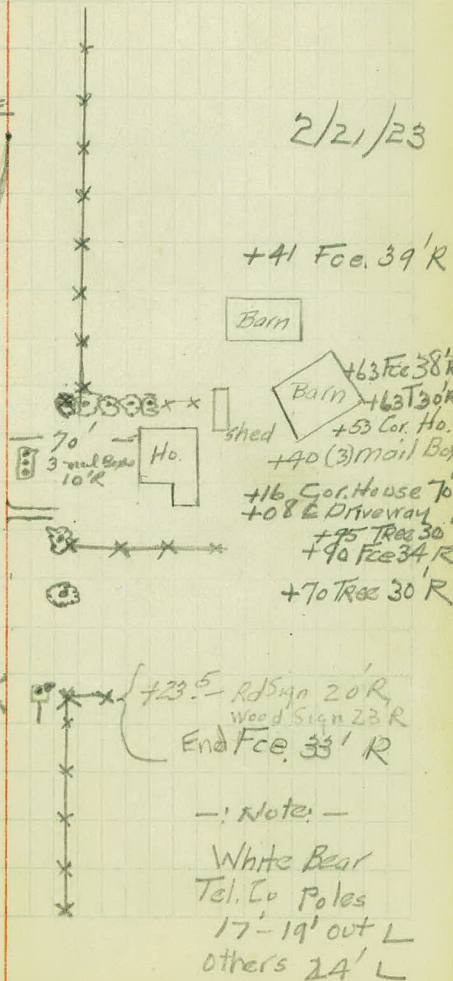 2/21/23
+41 Fce. 39' R
Barn
Barn
+63 Fce 38' R
+63 T 30' R
shed
+53 Cor. Ho.
70'
3 mail Boxes
10' R
Ho.
+40 (3) mail Box
+16 Cor. House 70'
+08 ℄ Driveway
+95 Tree 30'
+90 Fce 34' R
+70 Tree 30' R
+23.5 - Rd Sign 20' R,
Wood Sign 23 R
End Fce. 33' R
-: Note: -
White Bear
Tel. Co Poles
17'-19' out L
others 24' L